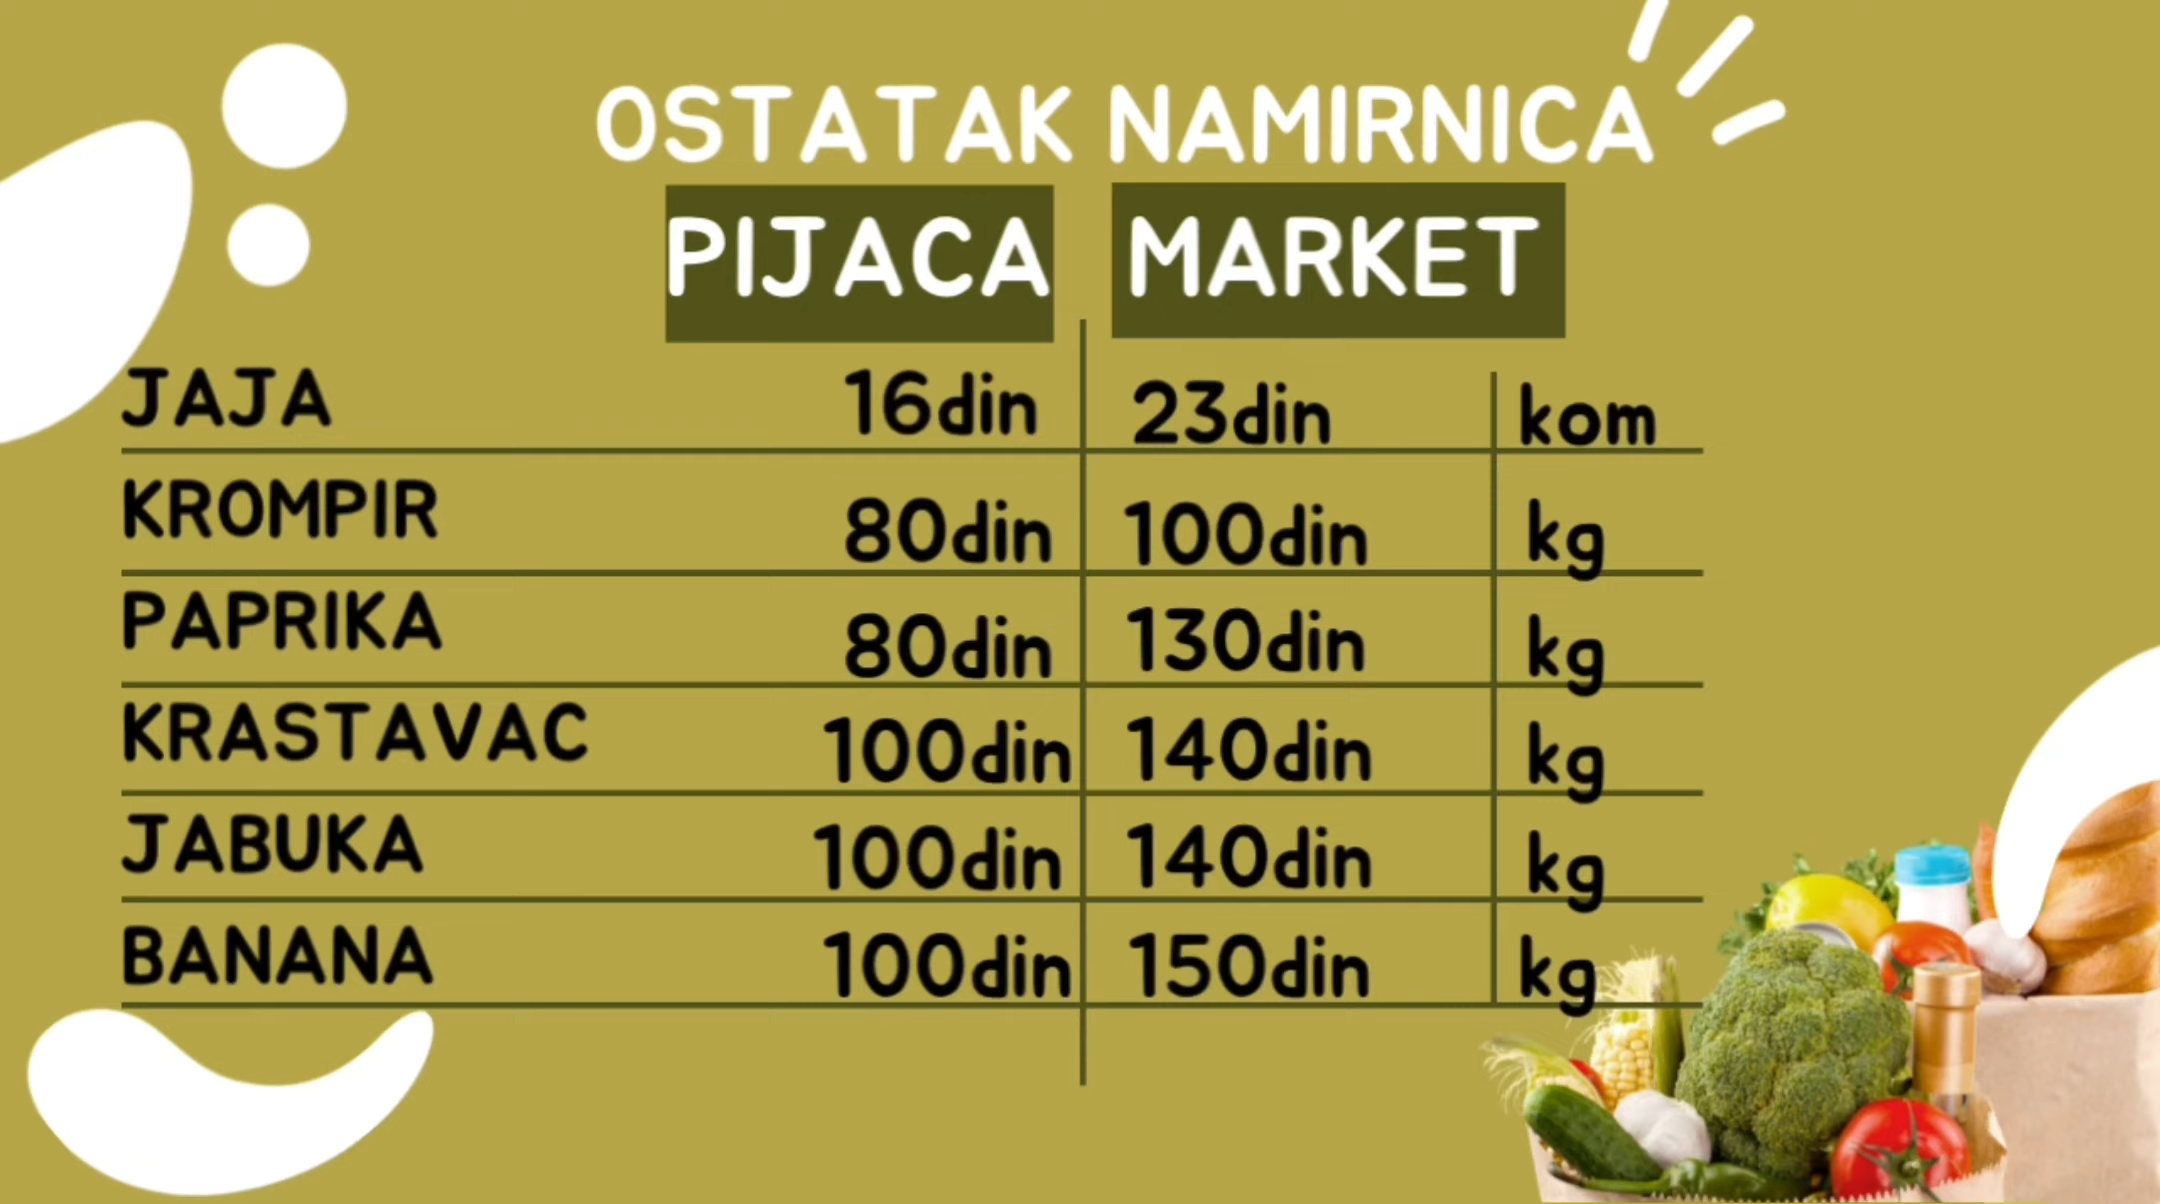 OSTATAK NAMIRNICA
PIJACA MARKET
JAJA 16din 23din kom
KROMPIR 80din 100din kg
PAPRIKA 80din 130din kg
KRASTAVAC 100din 140din kg
JABUKA 100din 140din kg
BANANA 100din 150din kg